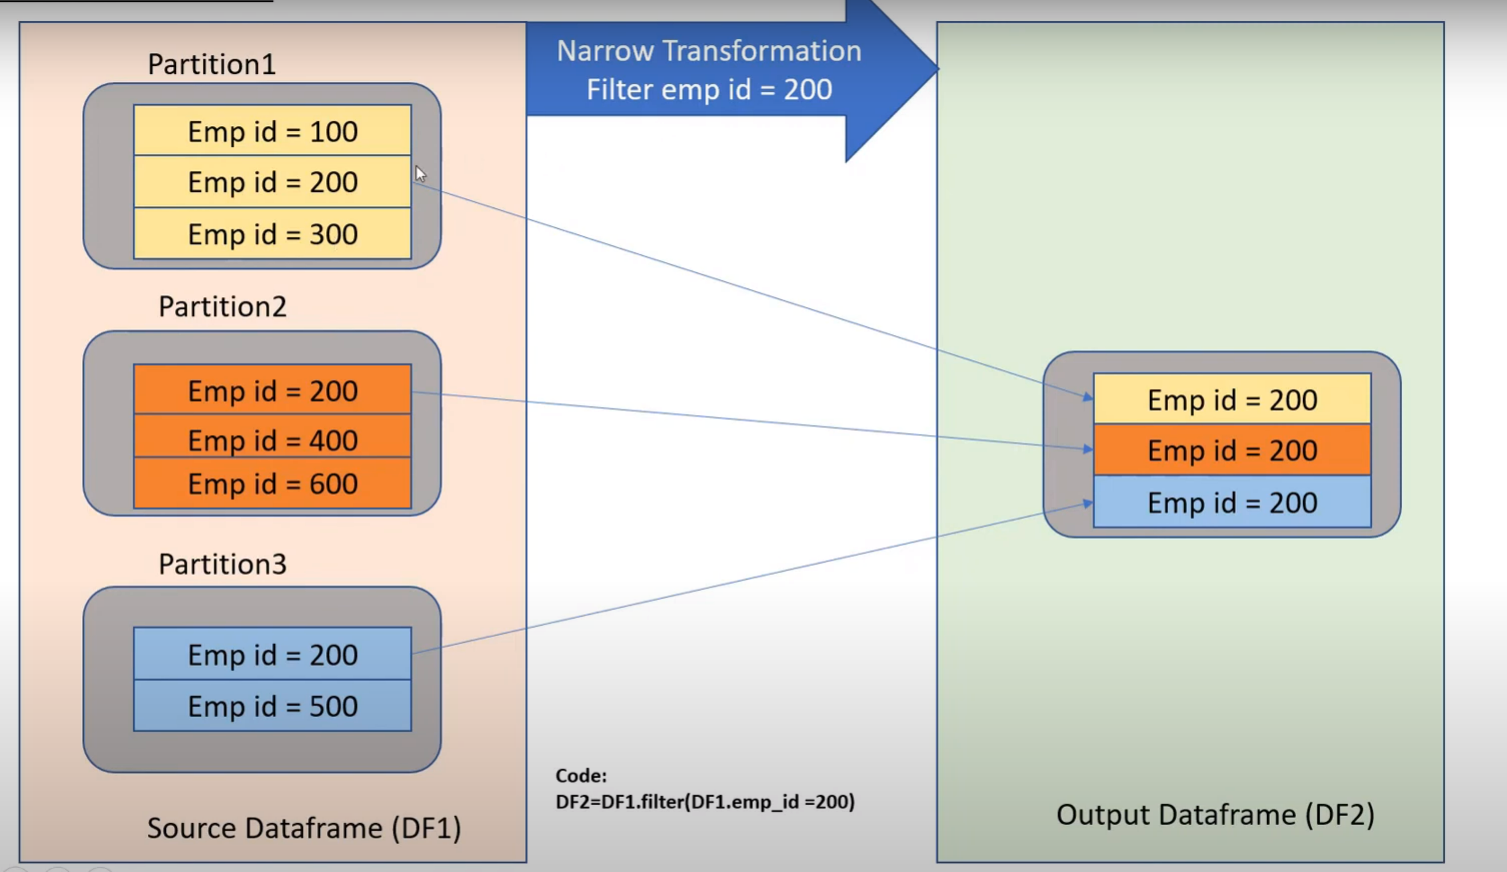 Partition1
Emp id = 100
Emp id = 200
Emp id = 300
Partition2
Emp id = 200
Emp id = 400
Emp id = 600
Partition3
Emp id = 200
Emp id = 500
Source Dataframe (DF1)
Narrow Transformation
Filter emp id = 200
Code:
DF2=DF1.filter(DF1.emp_id =200)
Emp id = 200
Emp id = 200
Emp id = 200
Output Dataframe (DF2)